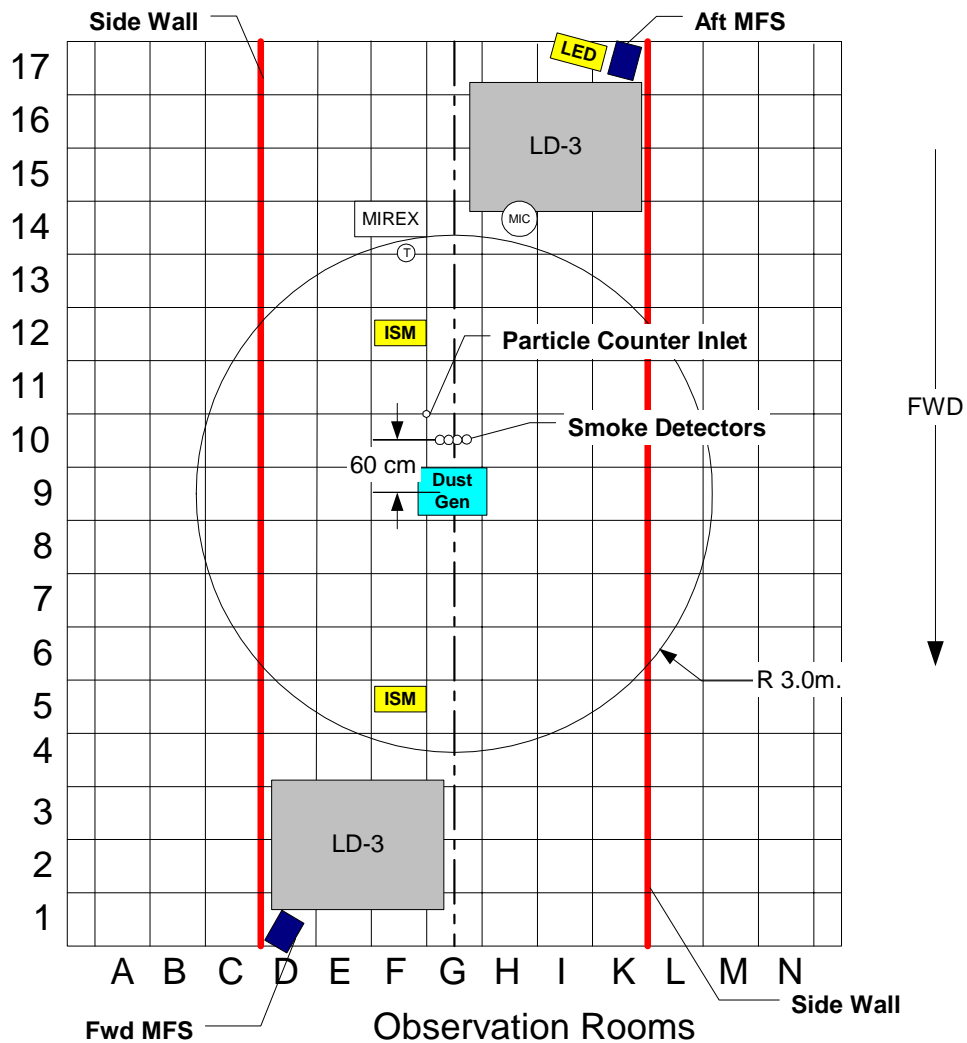 Side Wall
Aft MFS
17
LED
16
LD-3
15
14
MIREX
MIC
T
13
12
ISM
Particle Counter Inlet
11
FWD
10
Smoke Detectors
60 cm
9
Dust
Gen
8
7
6
R 3.0m.
5
ISM
4
3
LD-3
2
1
A B C D E F G H I K L M N
Side Wall
Fwd MFS
Observation Rooms